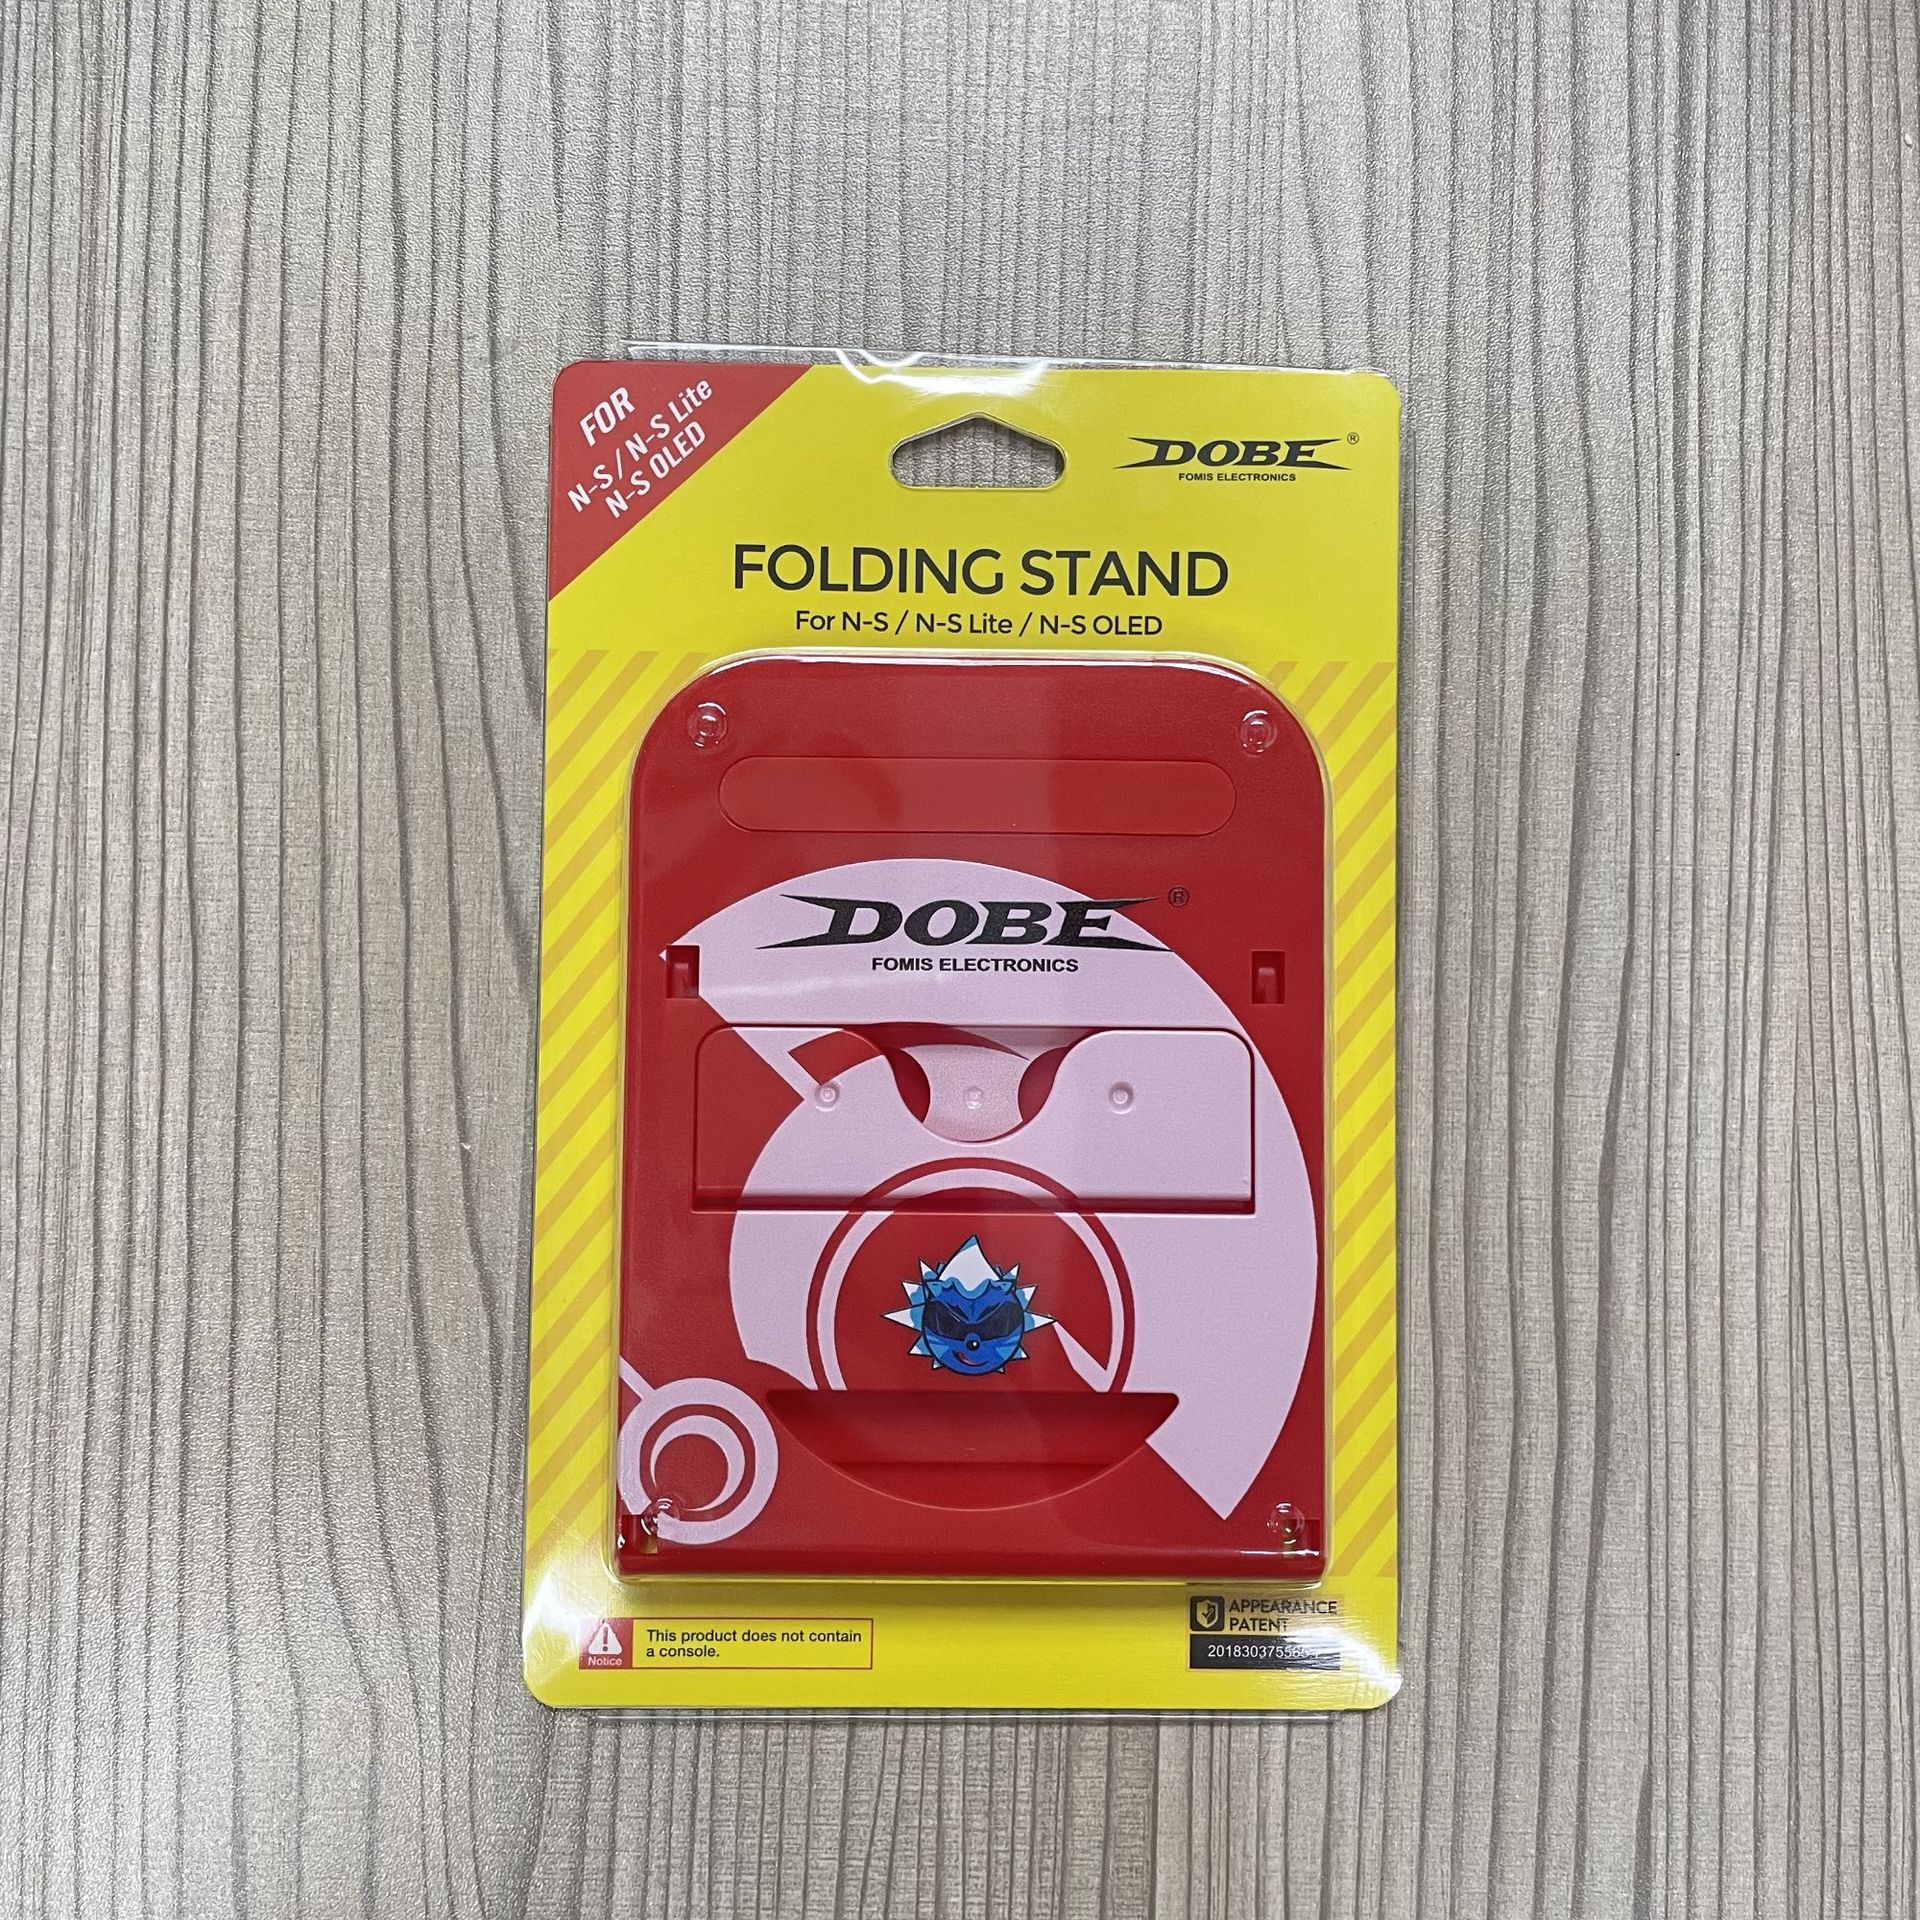 FOR
N-S / N-S Lite
N-S OLED
DOBE®
FOMIS ELECTRONICS
FOLDING STAND
For N-S / N-S Lite / N-S OLED
DOBE®
FOMIS ELECTRONICS
Notice
This product does not contain
a console.
APPEARANCE
PATENT